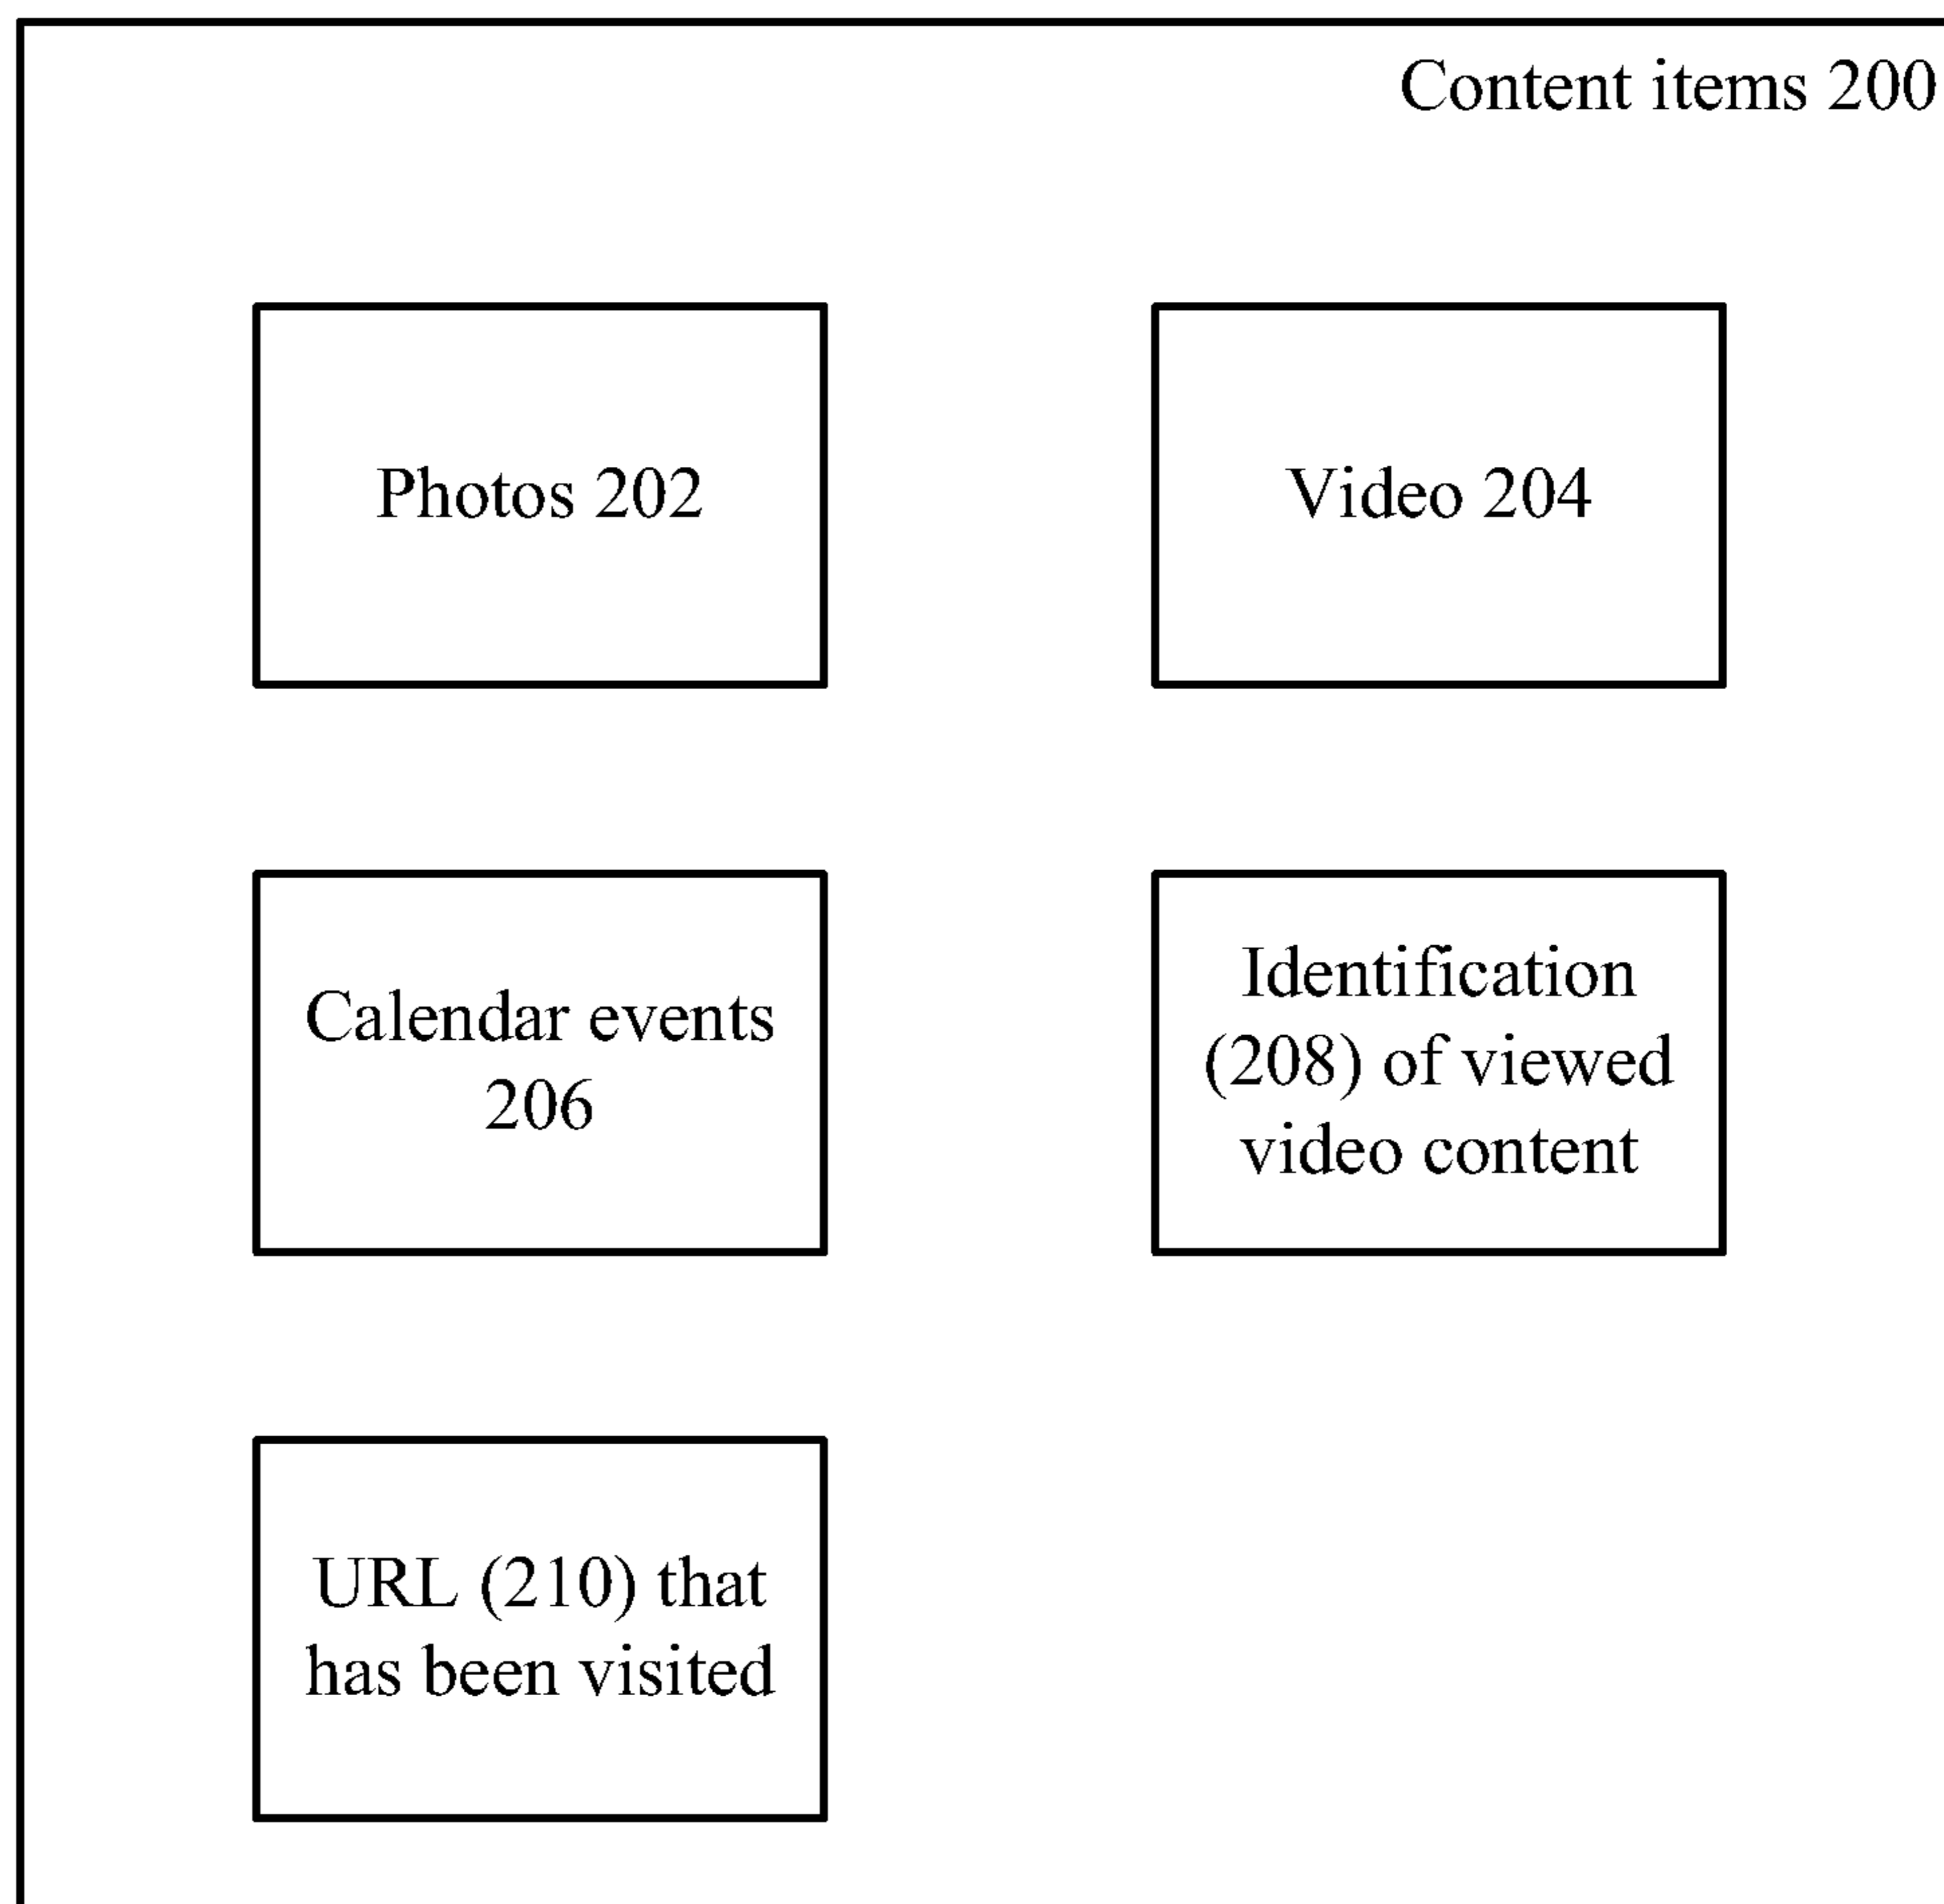 Content items 200
Photos 202
Video 204
Calendar events
206
Identification
(208) of viewed
video content
URL (210) that
has been visited